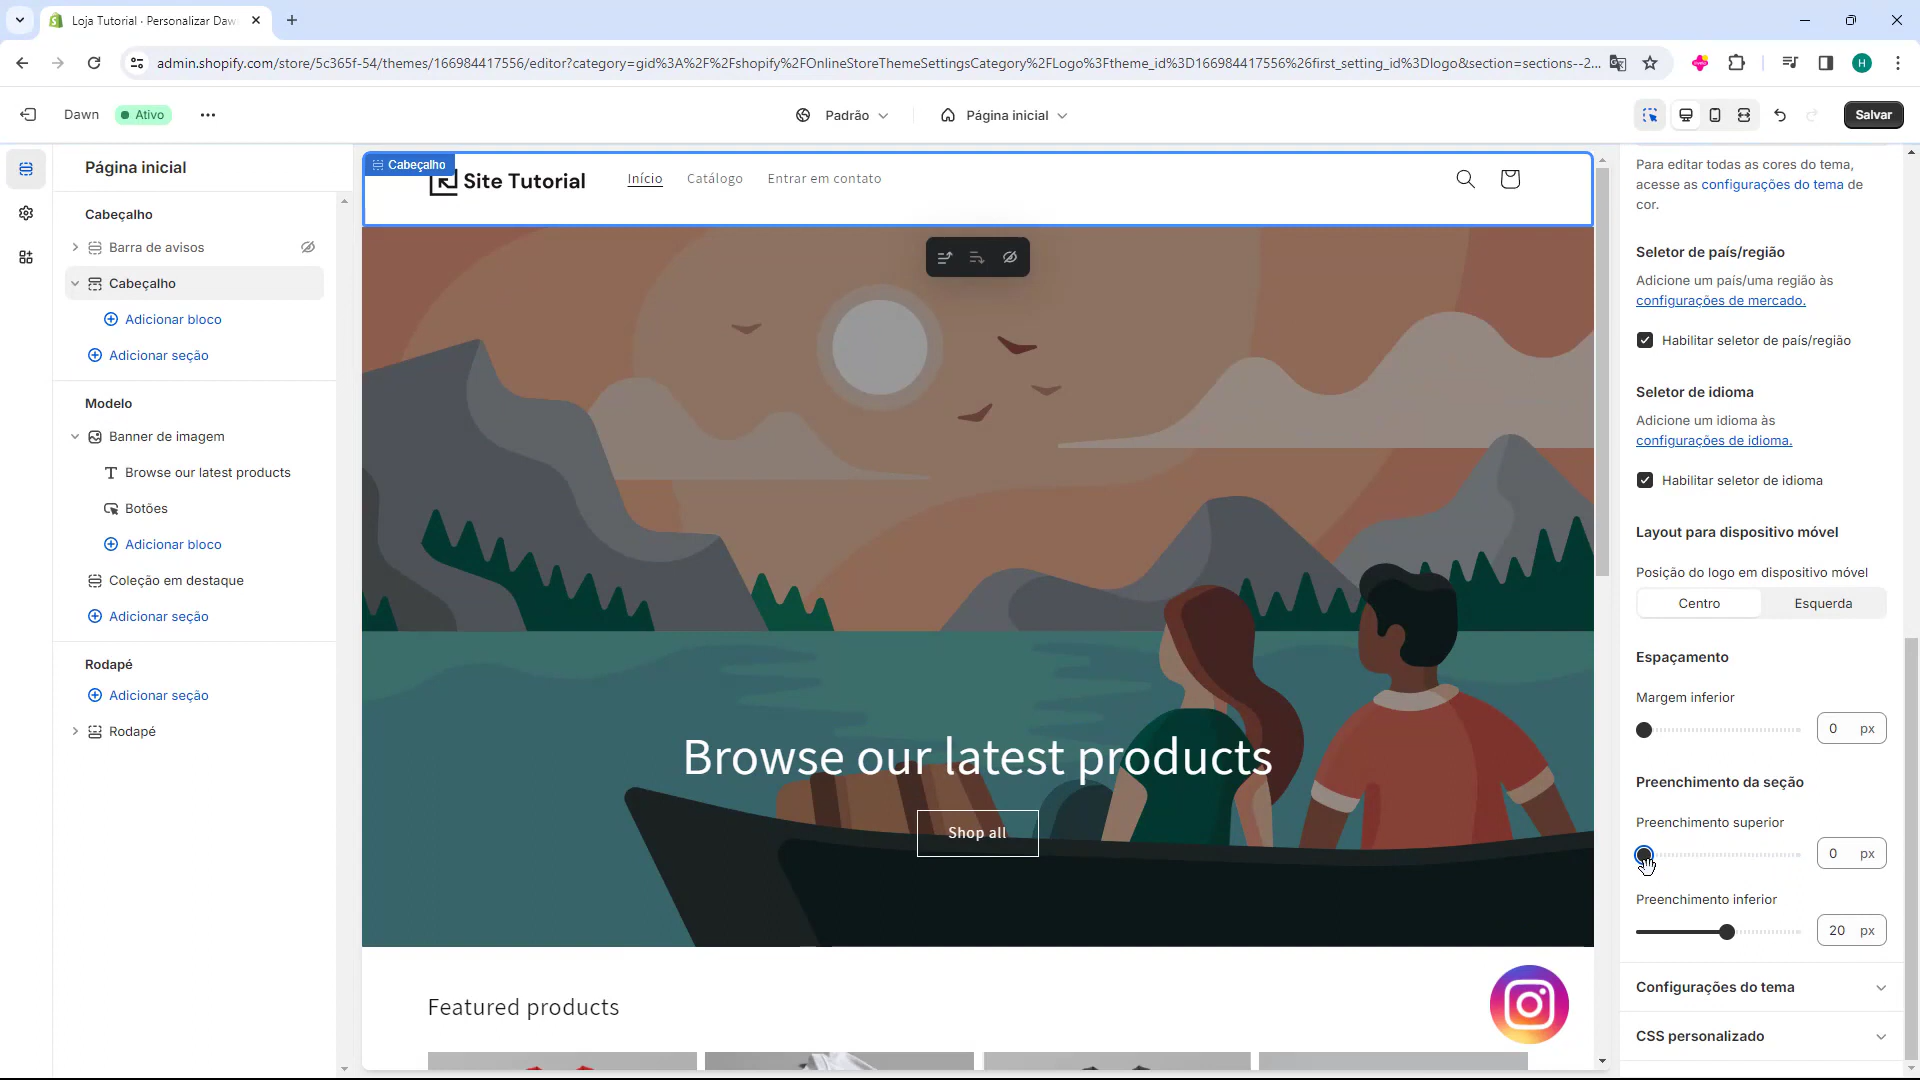 Loja Tutorial · Personalizar Daw
admin.shopify.com/store/5c365f-54/themes/166984417556/editor?category=gid%3A%2F%2Fshopify%2FOnlineStoreThemeSettingsCategory%2FLogo%3Ftheme_id%3D166984417556%26first_setting_id%3Dlogo&section=sections--2...
H
Dawn
Ativo
Padrão
Página inicial
Salvar
Página inicial
Cabeçalho
Barra de avisos
Cabeçalho
Adicionar bloco
Adicionar seção
Modelo
Banner de imagem
Browse our latest products
Botões
Adicionar bloco
Coleção em destaque
Adicionar seção
Rodapé
Adicionar seção
Rodapé
Cabeçalho
Site Tutorial
Início
Catálogo
Entrar em contato
Browse our latest products
Shop all
Featured products
Para editar todas as cores do tema,
acesse as configurações do tema de
cor.
Seletor de país/região
Adicione um país/uma região às
configurações de mercado.
Habilitar seletor de país/região
Seletor de idioma
Adicione um idioma às
configurações de idioma.
Habilitar seletor de idioma
Layout para dispositivo móvel
Posição do logo em dispositivo móvel
Centro
Esquerda
Espaçamento
Margem inferior
0 px
Preenchimento da seção
Preenchimento superior
0 px
Preenchimento inferior
20 px
Configurações do tema
CSS personalizado